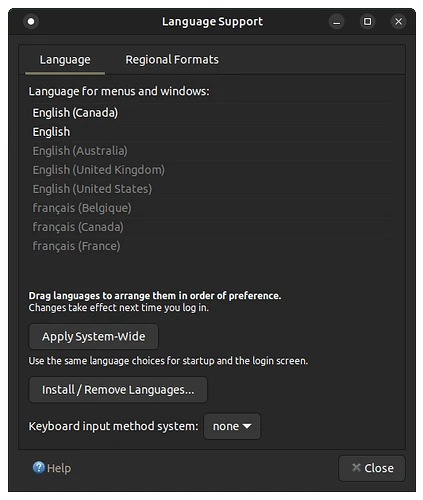 Language Support
Language
Regional Formats
Language for menus and windows:
English (Canada)
English
English (Australia)
English (United Kingdom)
English (United States)
français (Belgique)
français (Canada)
français (France)
Drag languages to arrange them in order of preference.
Changes take effect next time you log in.
Apply System-Wide
Use the same language choices for startup and the login screen.
Install / Remove Languages...
Keyboard input method system: none
Help
Close